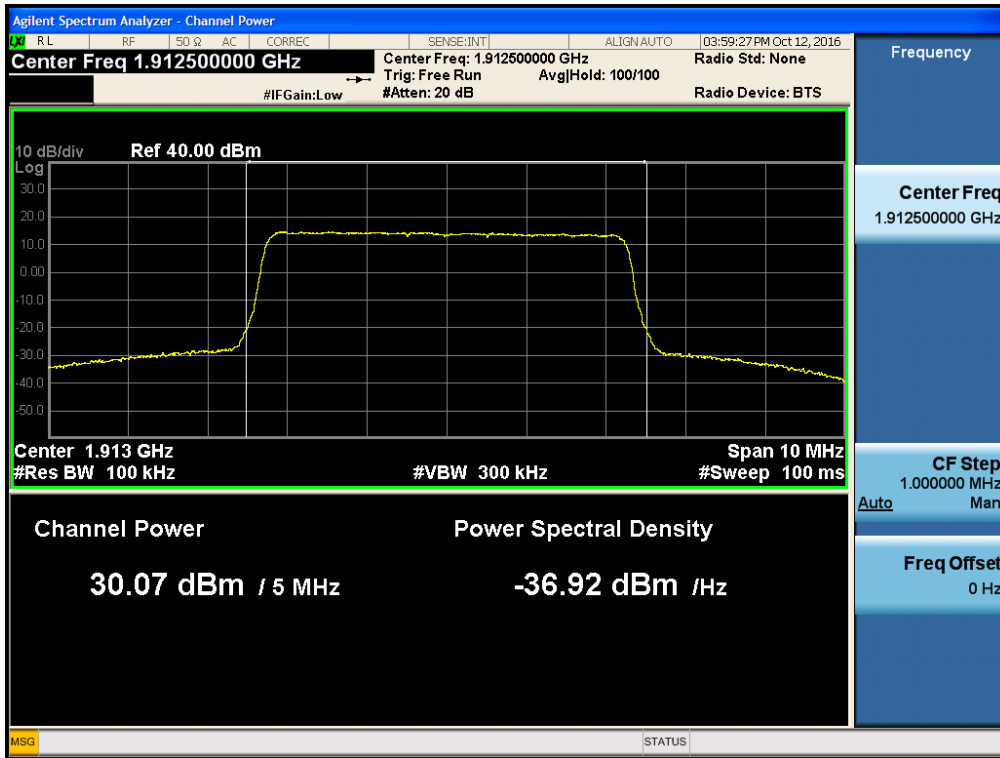 Agilent Spectrum Analyzer - Channel Power
LXI RL RF 50 Ω AC CORREC SENSE:INT ALIGNAUTO 03:59:27 PM Oct 12, 2016
Center Freq 1.912500000 GHz
Center Freq: 1.912500000 GHz
Radio Std: None
Trig: Free Run Avg|Hold: 100/100
#IFGain:Low #Atten: 20 dB
Radio Device: BTS
Frequency
10 dB/div Ref 40.00 dBm
Log
30.0
20.0
10.0
0.00
-10.0
-20.0
-30.0
-40.0
-50.0
Center 1.913 GHz Span 10 MHz
#Res BW 100 kHz #VBW 300 kHz #Sweep 100 ms
Channel Power Power Spectral Density
30.07 dBm / 5 MHz -36.92 dBm /Hz
Center Freq
1.912500000 GHz
CF Step
1.000000 MHz
Auto Man
Freq Offset
0 Hz
MSG STATUS